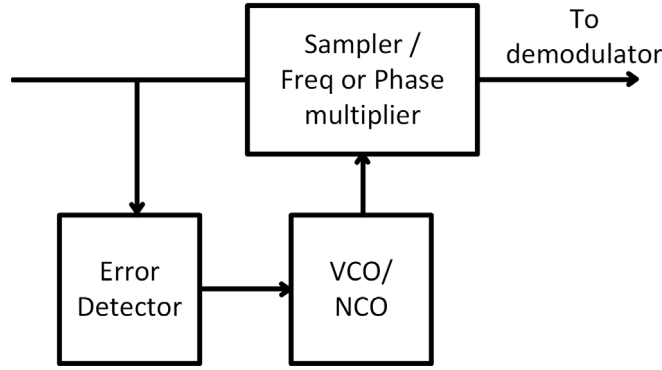 Sampler /
Freq or Phase
multiplier
To
demodulator
Error
Detector
VCO/
NCO